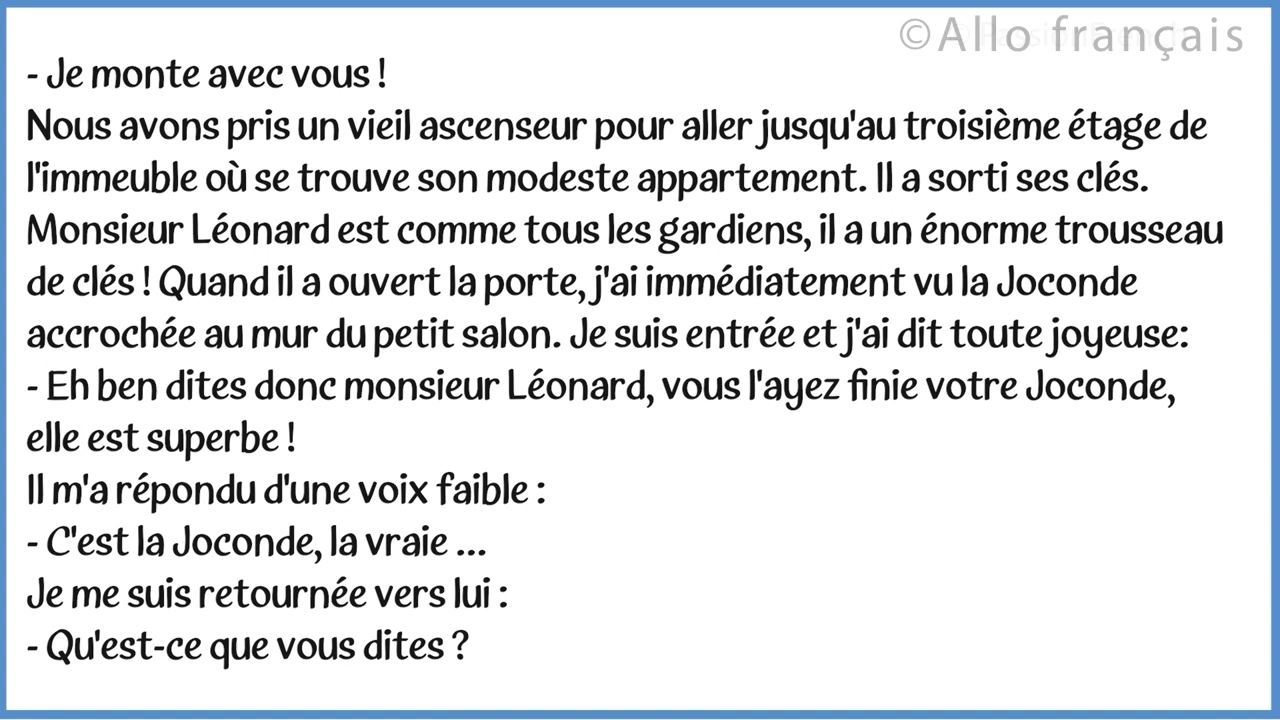 ©Allo français
- Je monte avec vous !
Nous avons pris un vieil ascenseur pour aller jusqu'au troisième étage de
l'immeuble où se trouve son modeste appartement. Il a sorti ses clés.
Monsieur Léonard est comme tous les gardiens, il a un énorme trousseau
de clés ! Quand il a ouvert la porte, j'ai immédiatement vu la Joconde
accrochée au mur du petit salon. Je suis entrée et j'ai dit toute joyeuse:
- Eh ben dites donc monsieur Léonard, vous l'ayez finie votre Joconde,
elle est superbe !
Il m'a répondu d'une voix faible :
- C'est la Joconde, la vraie ...
Je me suis retournée vers lui :
- Qu'est-ce que vous dites ?